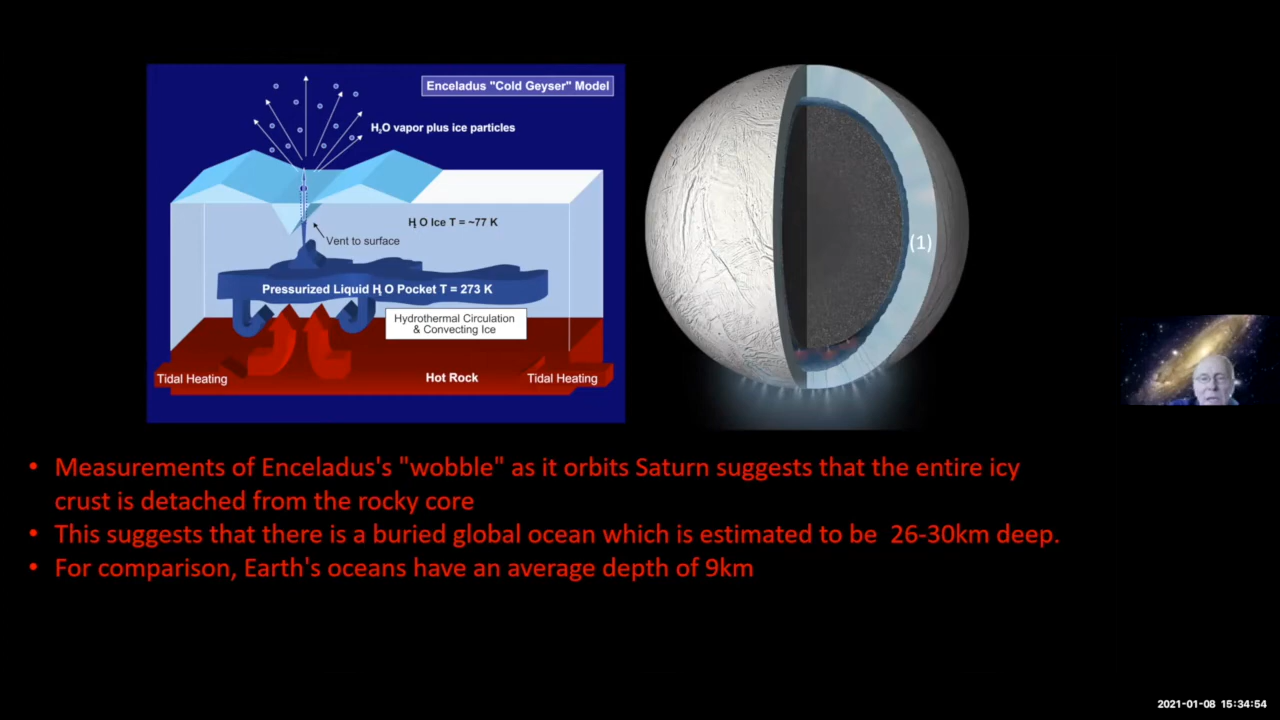 Enceladus "Cold Geyser" Model
H₂O vapor plus ice particles
H₂O Ice T = ~77 K
Vent to surface
Pressurized Liquid H₂O Pocket T = 273 K
Hydrothermal Circulation
& Convecting Ice
Tidal Heating
Hot Rock
Tidal Heating
(1)
• Measurements of Enceladus's "wobble" as it orbits Saturn suggests that the entire icy
crust is detached from the rocky core
• This suggests that there is a buried global ocean which is estimated to be 26-30km deep.
• For comparison, Earth's oceans have an average depth of 9km
2021-01-08 15:34:54